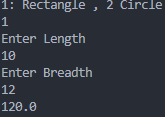 1: Rectangle , 2 Circle
1
Enter Length
10
Enter Breadth
12
120.0